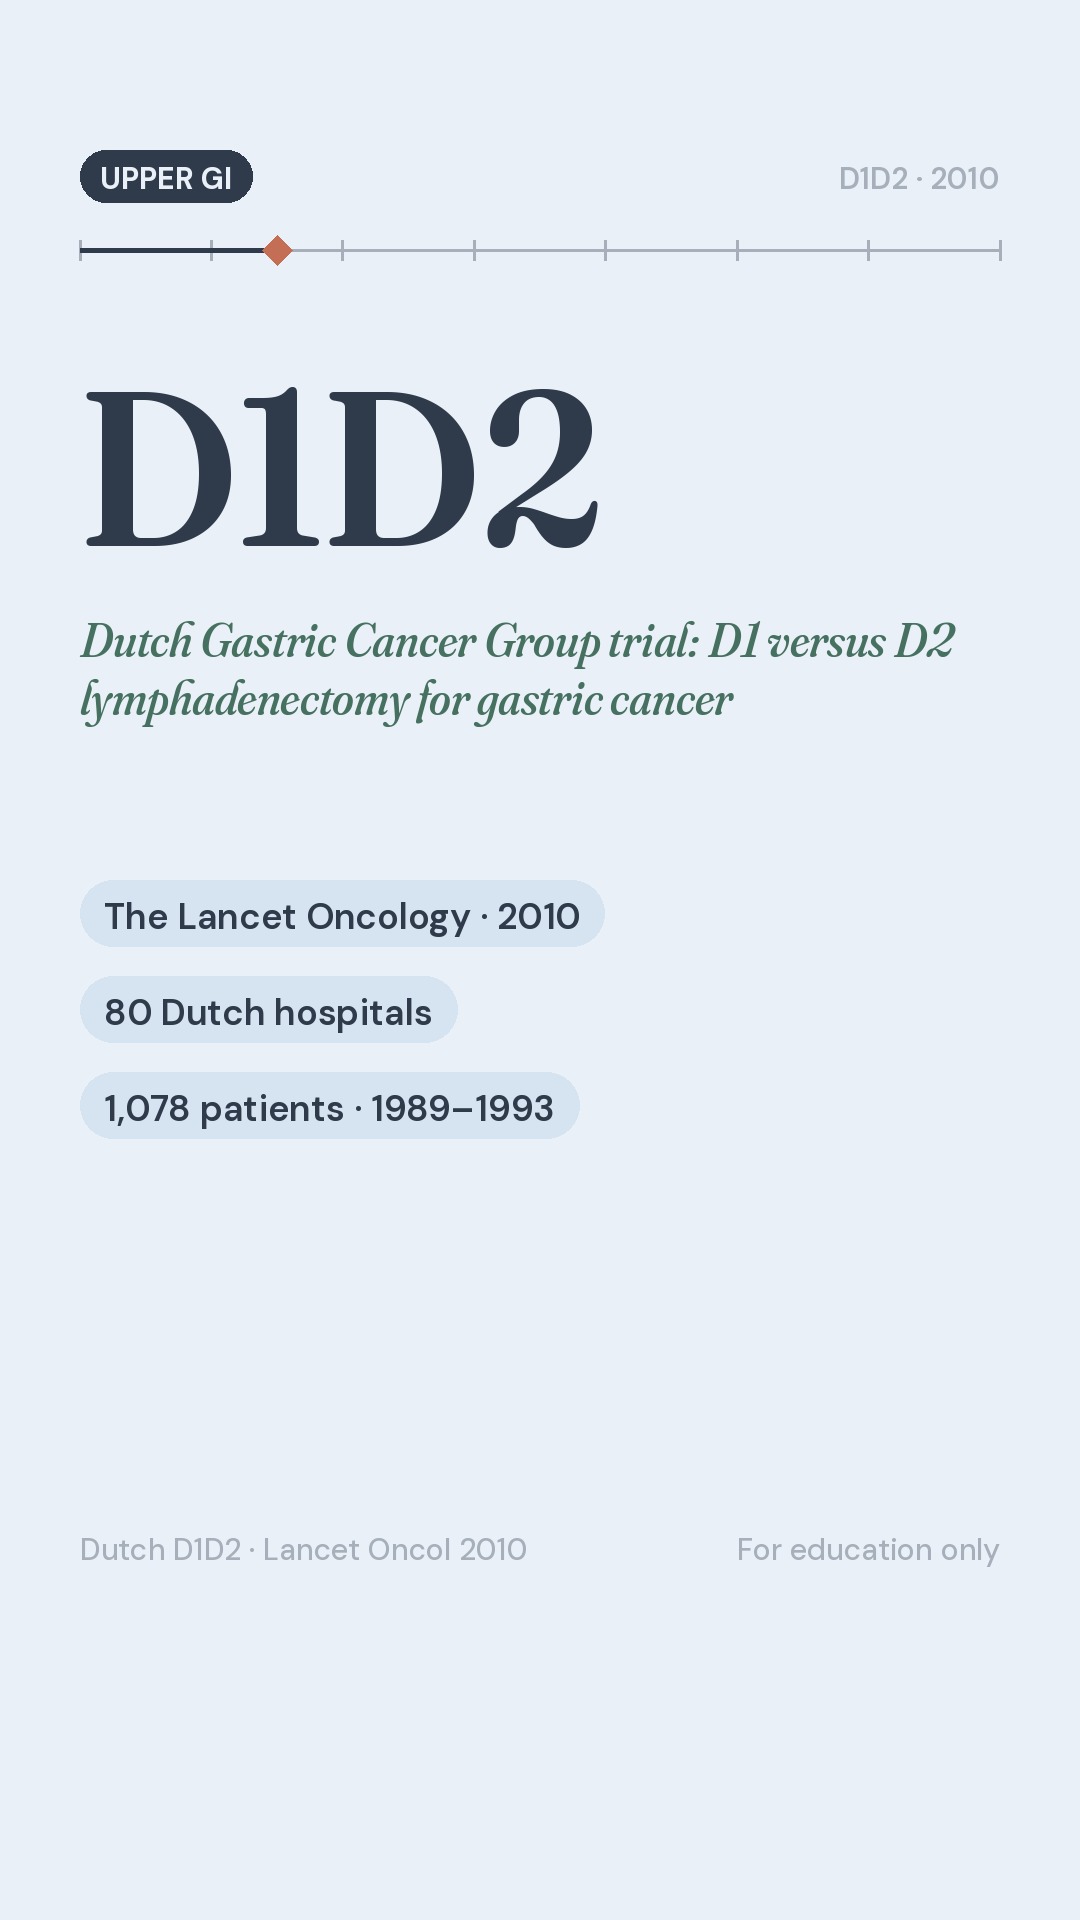 UPPER GI
D1D2 · 2010
D1D2
Dutch Gastric Cancer Group trial: D1 versus D2
lymphadenectomy for gastric cancer
The Lancet Oncology · 2010
80 Dutch hospitals
1,078 patients · 1989–1993
Dutch D1D2 · Lancet Oncol 2010
For education only